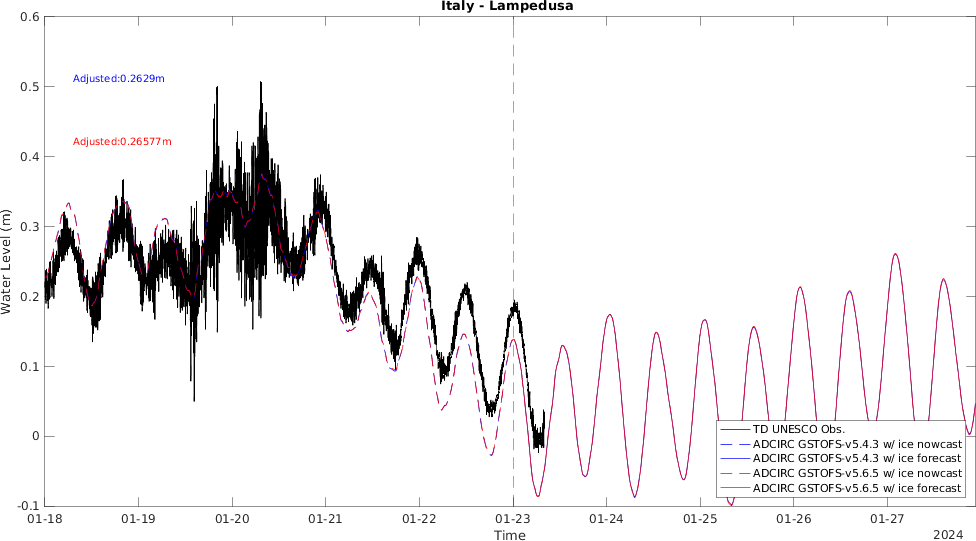 Italy - Lampedusa
0.6
0.5
0.4
0.3
0.2
0.1
0
-0.1
Water Level (m)
Adjusted:0.2629m
Adjusted:0.26577m
TD UNESCO Obs.
ADCIRC GSTOFS-v5.4.3 w/ ice nowcast
ADCIRC GSTOFS-v5.4.3 w/ ice forecast
ADCIRC GSTOFS-v5.6.5 w/ ice nowcast
ADCIRC GSTOFS-v5.6.5 w/ ice forecast
01-18 01-19 01-20 01-21 01-22 01-23 01-24 01-25 01-26 01-27
Time
2024